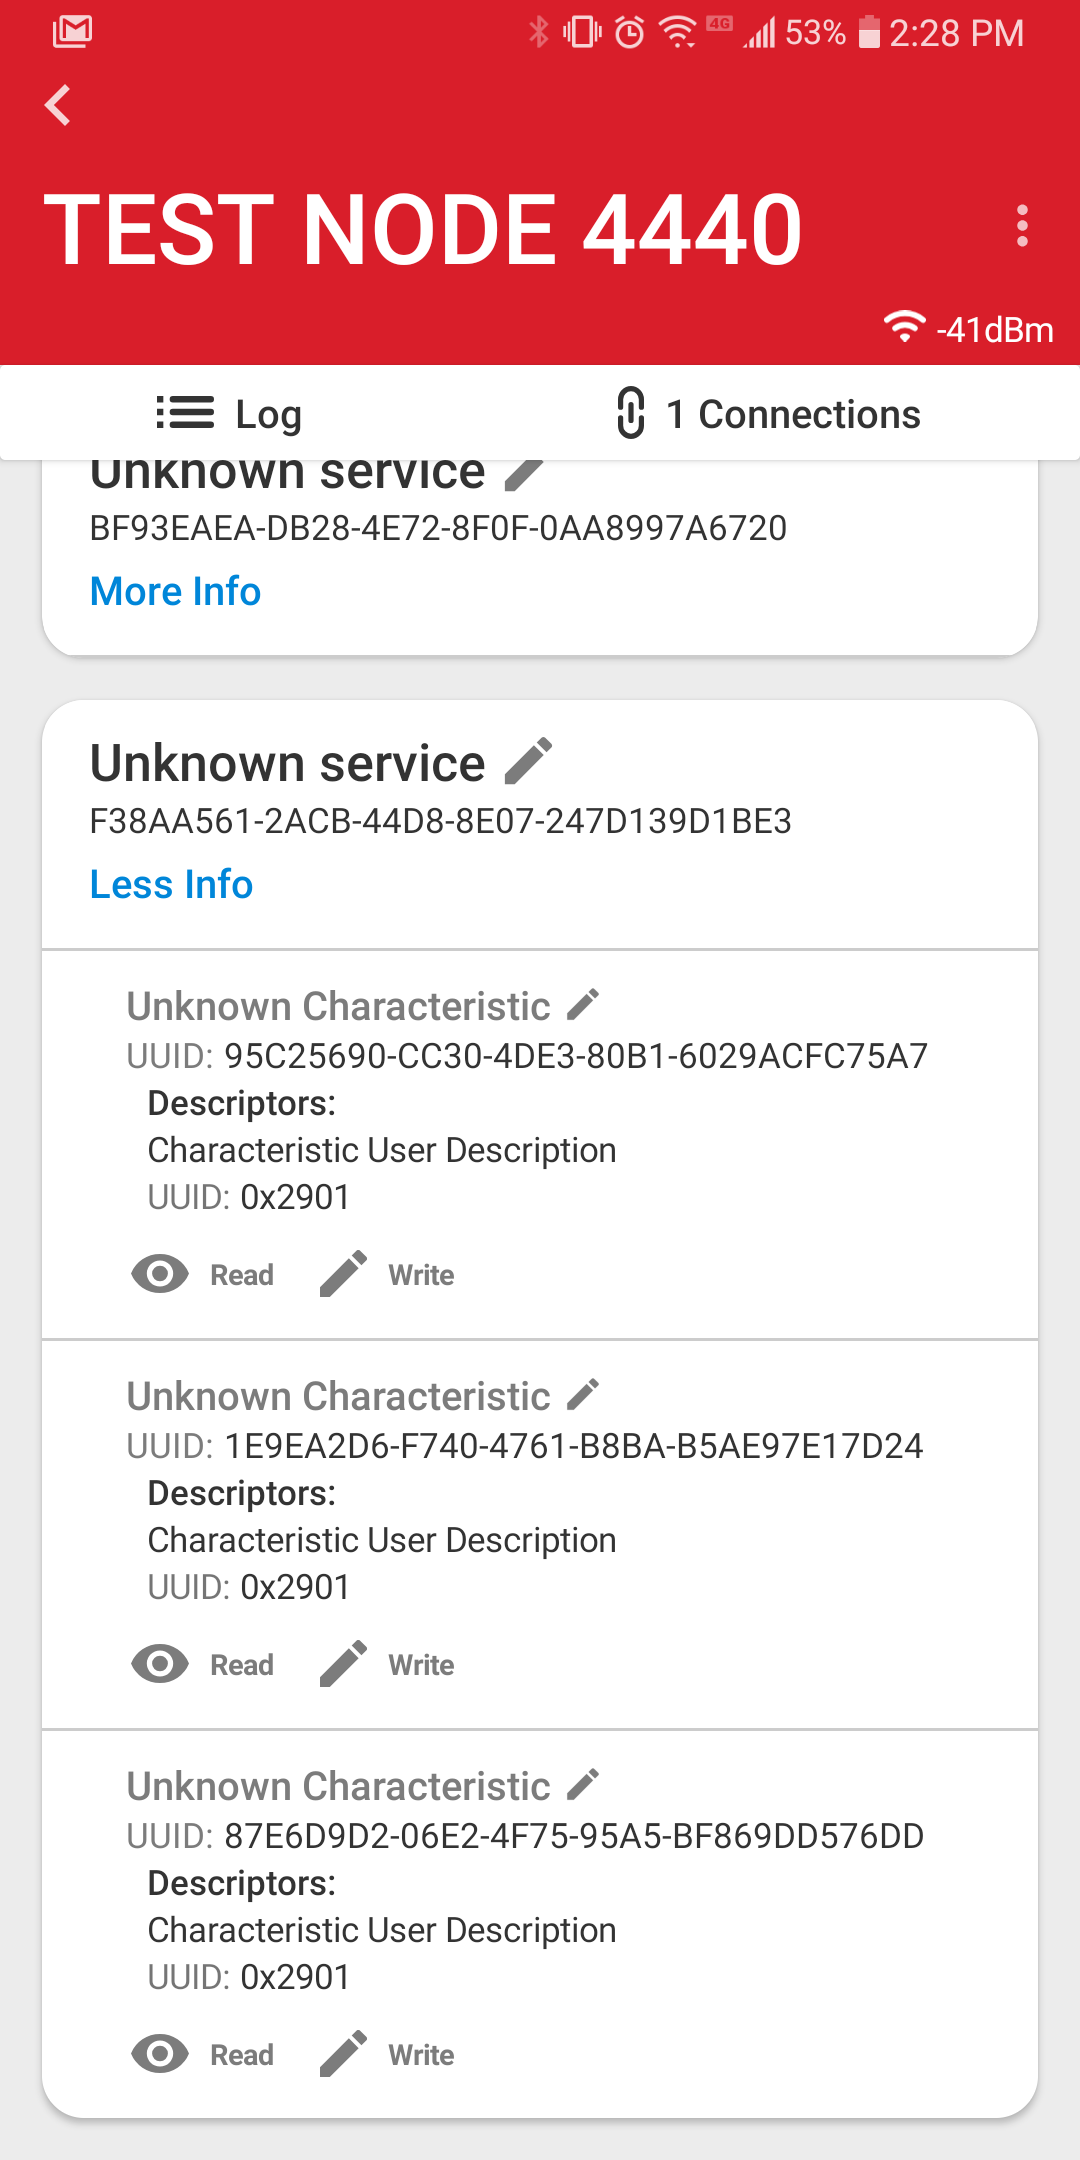 4G 53% 2:28 PM
TEST NODE 4440
-41dBm
Log 1 Connections
Unknown service
BF93EAEA-DB28-4E72-8F0F-0AA8997A6720
More Info
Unknown service
F38AA561-2ACB-44D8-8E07-247D139D1BE3
Less Info
Unknown Characteristic
UUID: 95C25690-CC30-4DE3-80B1-6029ACFC75A7
Descriptors:
Characteristic User Description
UUID: 0x2901
Read Write
Unknown Characteristic
UUID: 1E9EA2D6-F740-4761-B8BA-B5AE97E17D24
Descriptors:
Characteristic User Description
UUID: 0x2901
Read Write
Unknown Characteristic
UUID: 87E6D9D2-06E2-4F75-95A5-BF869DD576DD
Descriptors:
Characteristic User Description
UUID: 0x2901
Read Write